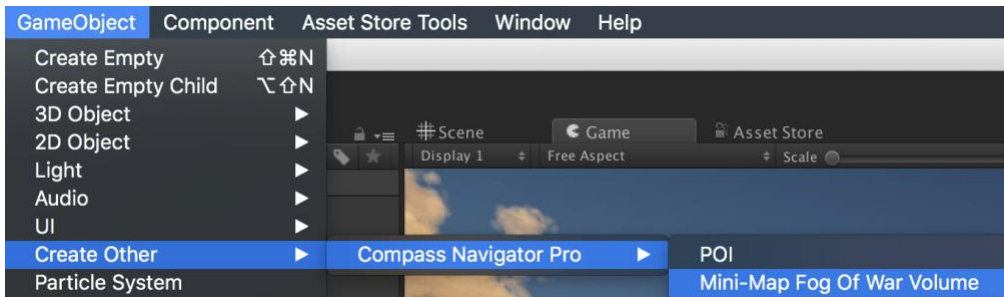 GameObject Component Asset Store Tools Window Help
Create Empty ⇧⌘N
Create Empty Child ⌥⇧N
3D Object ▶
2D Object ▶
Light ▶
Audio ▶
UI ▶
Create Other ▶
Particle System
#Scene Game Asset Store
Display 1 Free Aspect Scale
Compass Navigator Pro ▶
POI
Mini-Map Fog Of War Volume